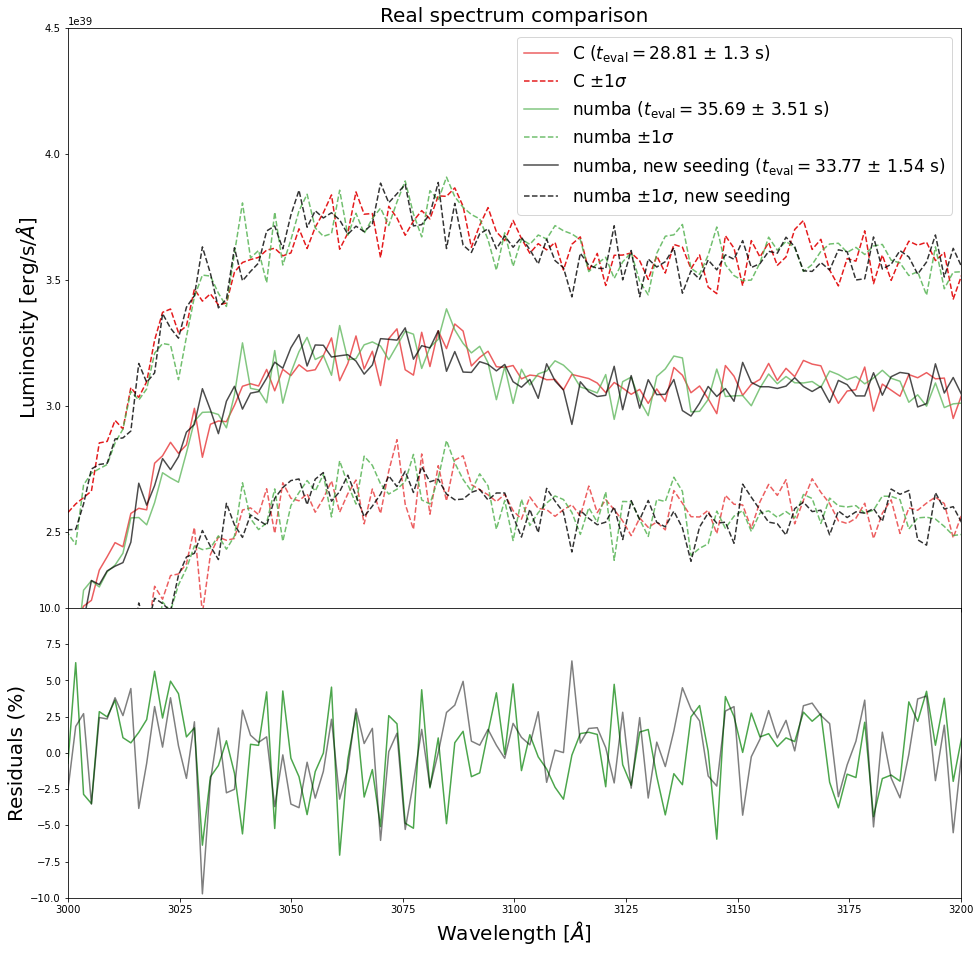 Real spectrum comparison
1e39
4.5
4.0
3.5
3.0
2.5
Luminosity [erg/s/Å]
C (t_eval = 28.81 ± 1.3 s)
C ±1σ
numba (t_eval = 35.69 ± 3.51 s)
numba ±1σ
numba, new seeding (t_eval = 33.77 ± 1.54 s)
numba ±1σ, new seeding
10.0
7.5
5.0
2.5
0.0
−2.5
−5.0
−7.5
−10.0
Residuals (%)
3000 3025 3050 3075 3100 3125 3150 3175 3200
Wavelength [Å]